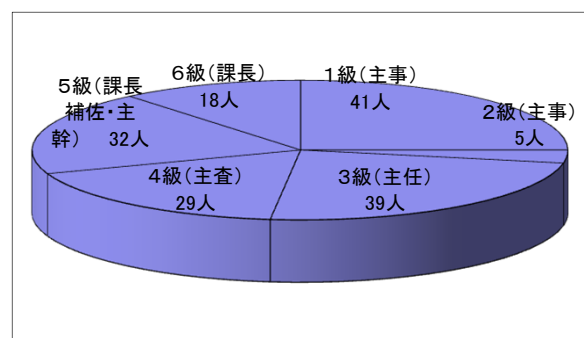 1級(主事)
41人
2級(主事)
5人
3級(主任)
39人
4級(主査)
29人
5級(課長
補佐・主
幹)
32人
6級(課長)
18人